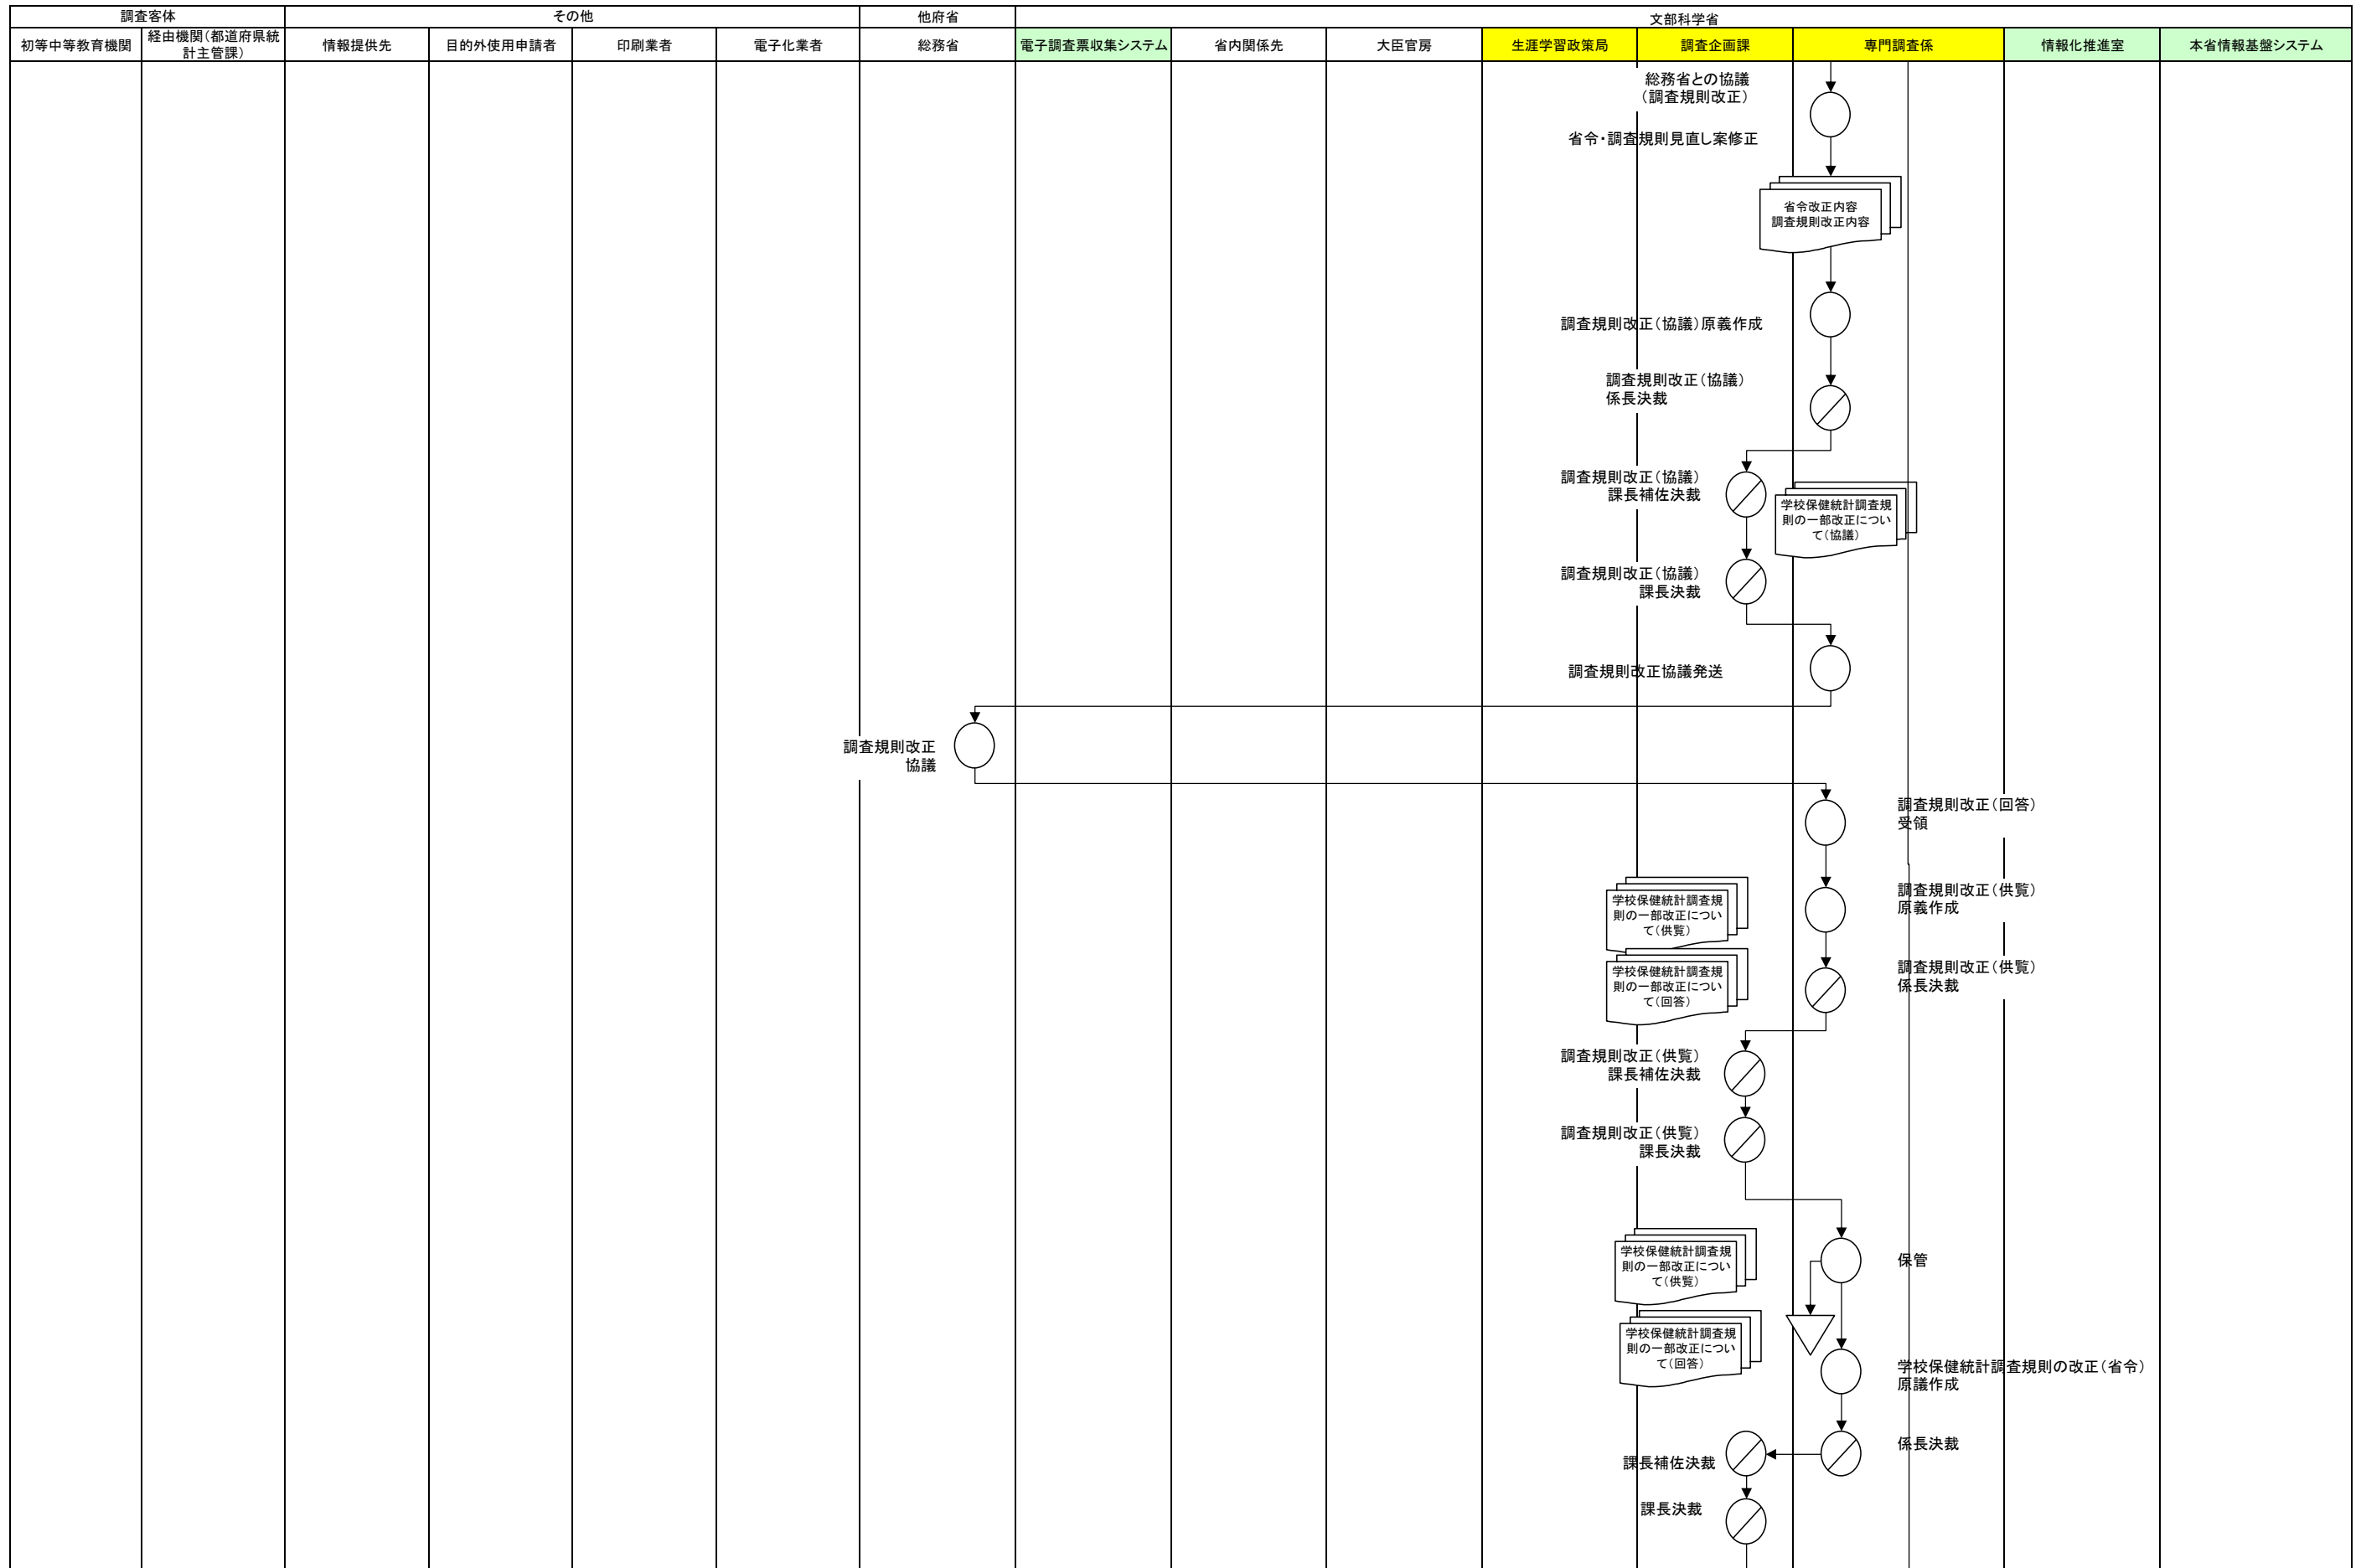 調査客体
その他
他府省
文部科学省
初等中等教育機関
経由機関（都道府県統
計主管課）
情報提供先
目的外使用申請者
印刷業者
電子化業者
総務省
電子調査票収集システム
省内関係先
大臣官房
生涯学習政策局
調査企画課
専門調査係
情報化推進室
本省情報基盤システム
総務省との協議
（調査規則改正）
省令・調査規則見直し案修正
省令改正内容
調査規則改正内容
調査規則改正（協議）原義作成
調査規則改正（協議）
係長決裁
調査規則改正（協議）
課長補佐決裁
学校保健統計調査規
則の一部改正につい
て（協議）
調査規則改正（協議）
課長決裁
調査規則改正協議発送
調査規則改正
協議
調査規則改正（回答）
受領
学校保健統計調査規
則の一部改正につい
て（供覧）
調査規則改正（供覧）
原義作成
学校保健統計調査規
則の一部改正につい
て（回答）
調査規則改正（供覧）
係長決裁
調査規則改正（供覧）
課長補佐決裁
調査規則改正（供覧）
課長決裁
学校保健統計調査規
則の一部改正につい
て（供覧）
保管
学校保健統計調査規
則の一部改正につい
て（回答）
学校保健統計調査規則の改正（省令）
原議作成
係長決裁
課長補佐決裁
課長決裁